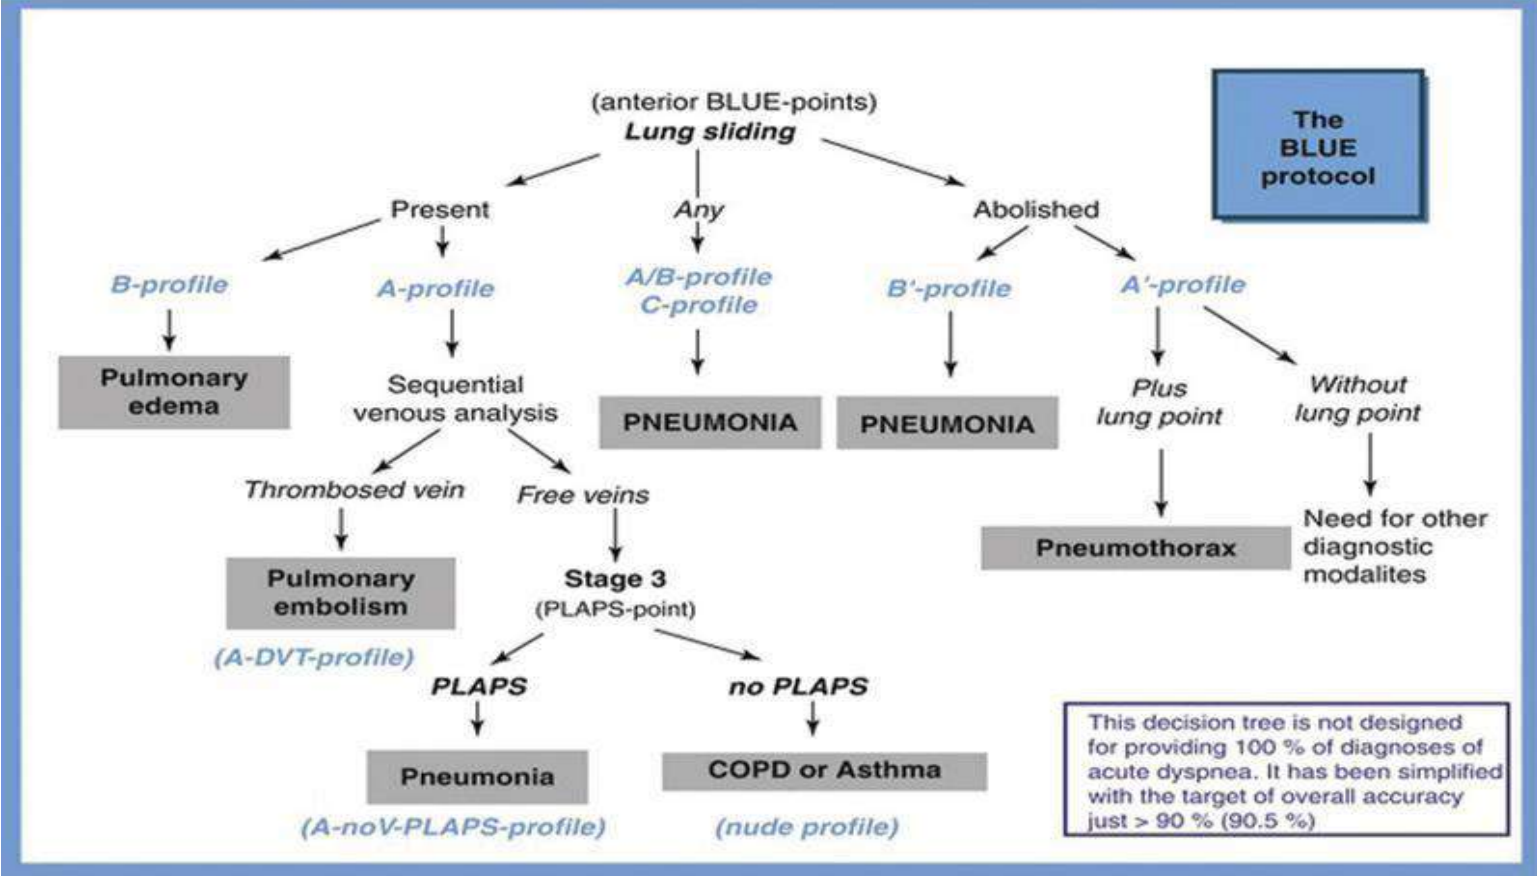 (anterior BLUE-points)
Lung sliding
The
BLUE
protocol
Present
Any
Abolished
B-profile
A-profile
A/B-profile
C-profile
B'-profile
A'-profile
Pulmonary
edema
Sequential
venous analysis
PNEUMONIA
PNEUMONIA
Plus
lung point
Without
lung point
Thrombosed vein
Free veins
Pneumothorax
Need for other
diagnostic
modalites
Pulmonary
embolism
(A-DVT-profile)
Stage 3
(PLAPS-point)
PLAPS
no PLAPS
Pneumonia
(A-noV-PLAPS-profile)
COPD or Asthma
(nude profile)
This decision tree is not designed
for providing 100 % of diagnoses of
acute dyspnea. It has been simplified
with the target of overall accuracy
just > 90 % (90.5 %)